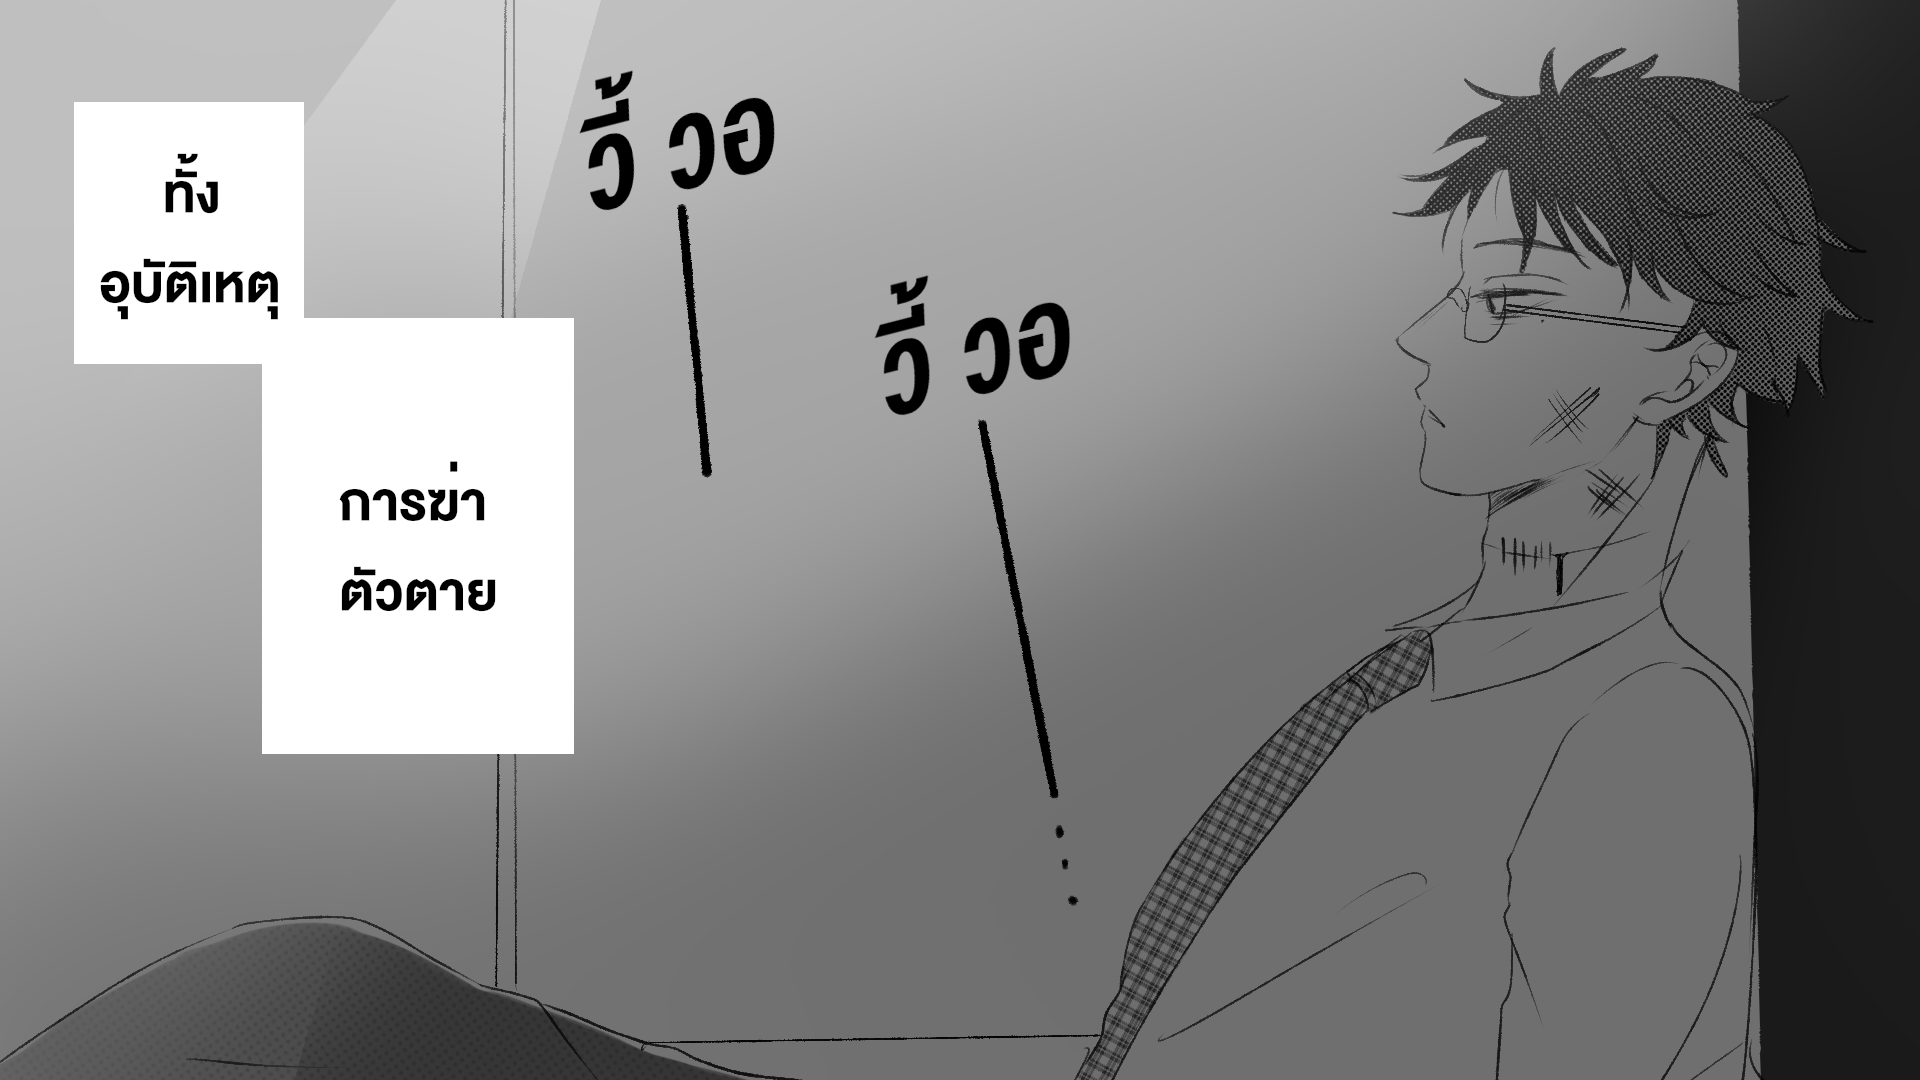 ทั้ง
อุบัติเหตุ
การฆ่า
ตัวตาย
วี้ วอ
วี้ วอ